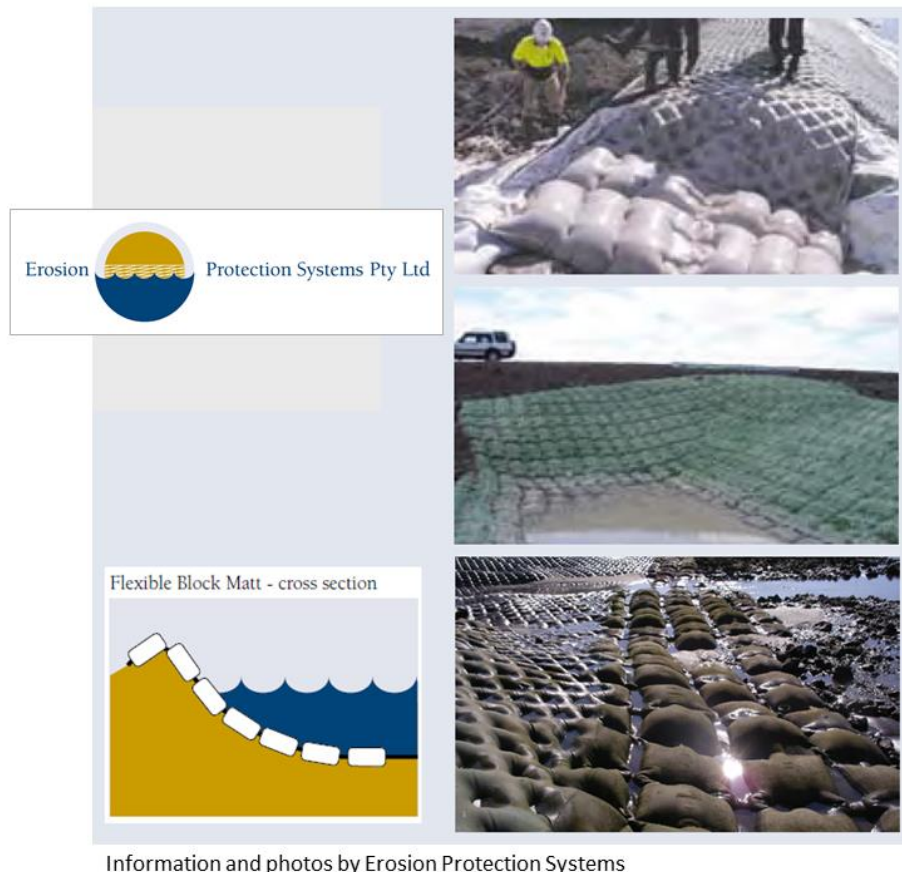 Erosion Protection Systems Pty Ltd
Flexible Block Matt - cross section
Information and photos by Erosion Protection Systems